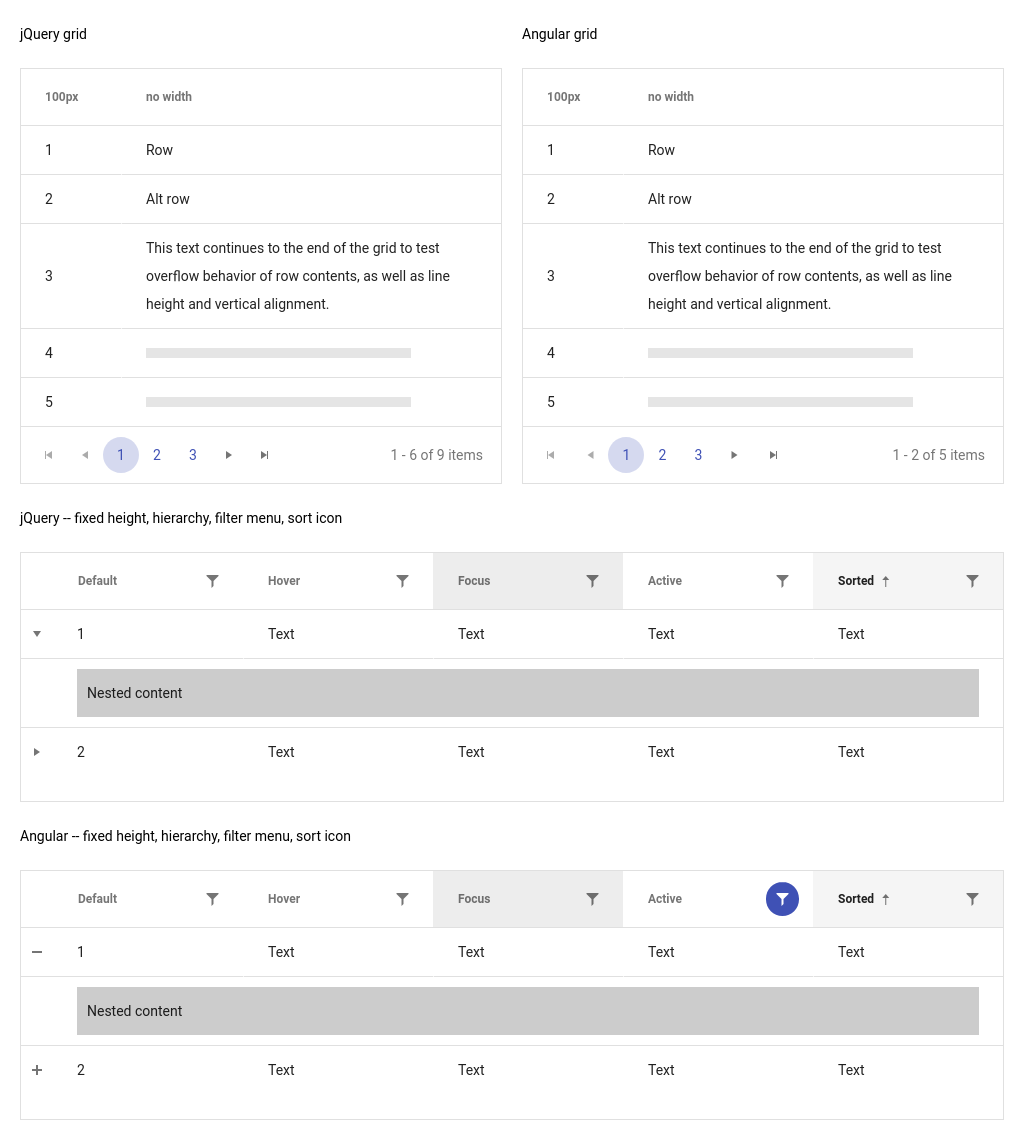 jQuery grid
100px no width
1 Row
2 Alt row
3 This text continues to the end of the grid to test
overflow behavior of row contents, as well as line
height and vertical alignment.
4
5
1 2 3 1 - 6 of 9 items
Angular grid
100px no width
1 Row
2 Alt row
3 This text continues to the end of the grid to test
overflow behavior of row contents, as well as line
height and vertical alignment.
4
5
1 2 3 1 - 2 of 5 items
jQuery -- fixed height, hierarchy, filter menu, sort icon
Default Hover Focus Active Sorted
1 Text Text Text Text
Nested content
2 Text Text Text Text
Angular -- fixed height, hierarchy, filter menu, sort icon
Default Hover Focus Active Sorted
1 Text Text Text Text
Nested content
2 Text Text Text Text